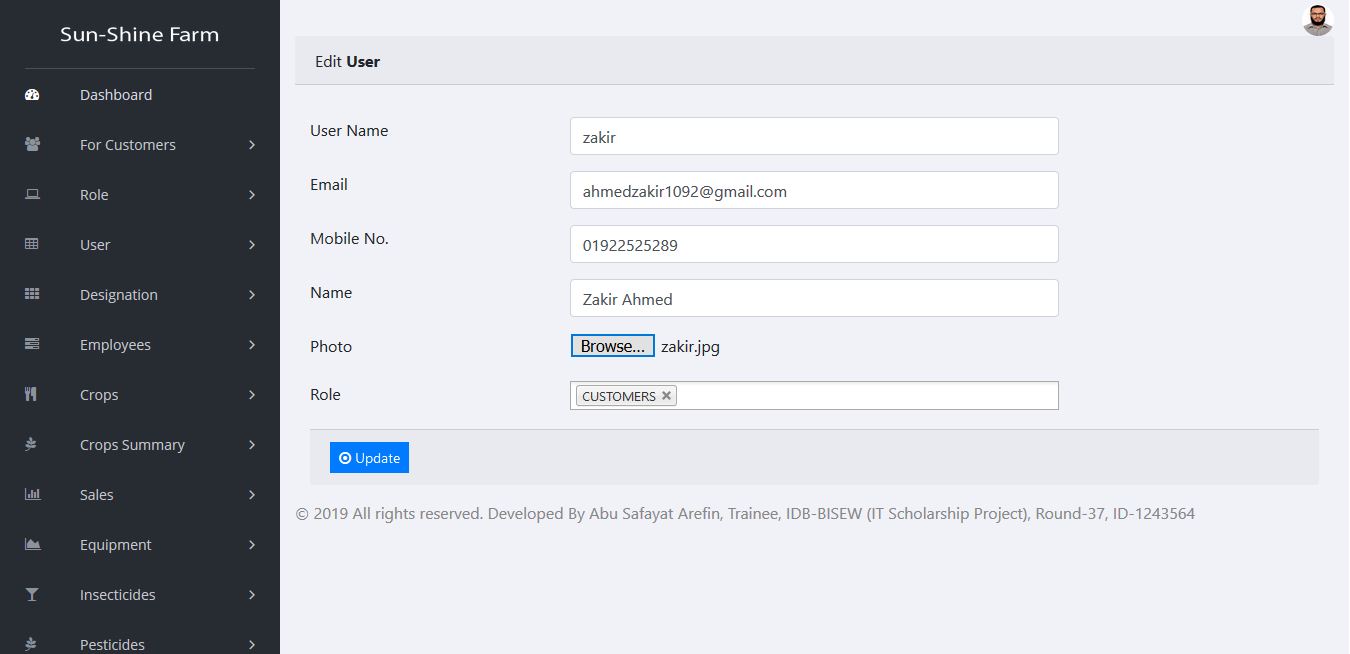 Sun-Shine Farm
Dashboard
For Customers
Role
User
Designation
Employees
Crops
Crops Summary
Sales
Equipment
Insecticides
Pesticides
Edit User
User Name
zakir
Email
ahmedzakir1092@gmail.com
Mobile No.
01922525289
Name
Zakir Ahmed
Photo
Browse... zakir.jpg
Role
CUSTOMERS
Update
© 2019 All rights reserved. Developed By Abu Safayat Arefin, Trainee, IDB-BISEW (IT Scholarship Project), Round-37, ID-1243564